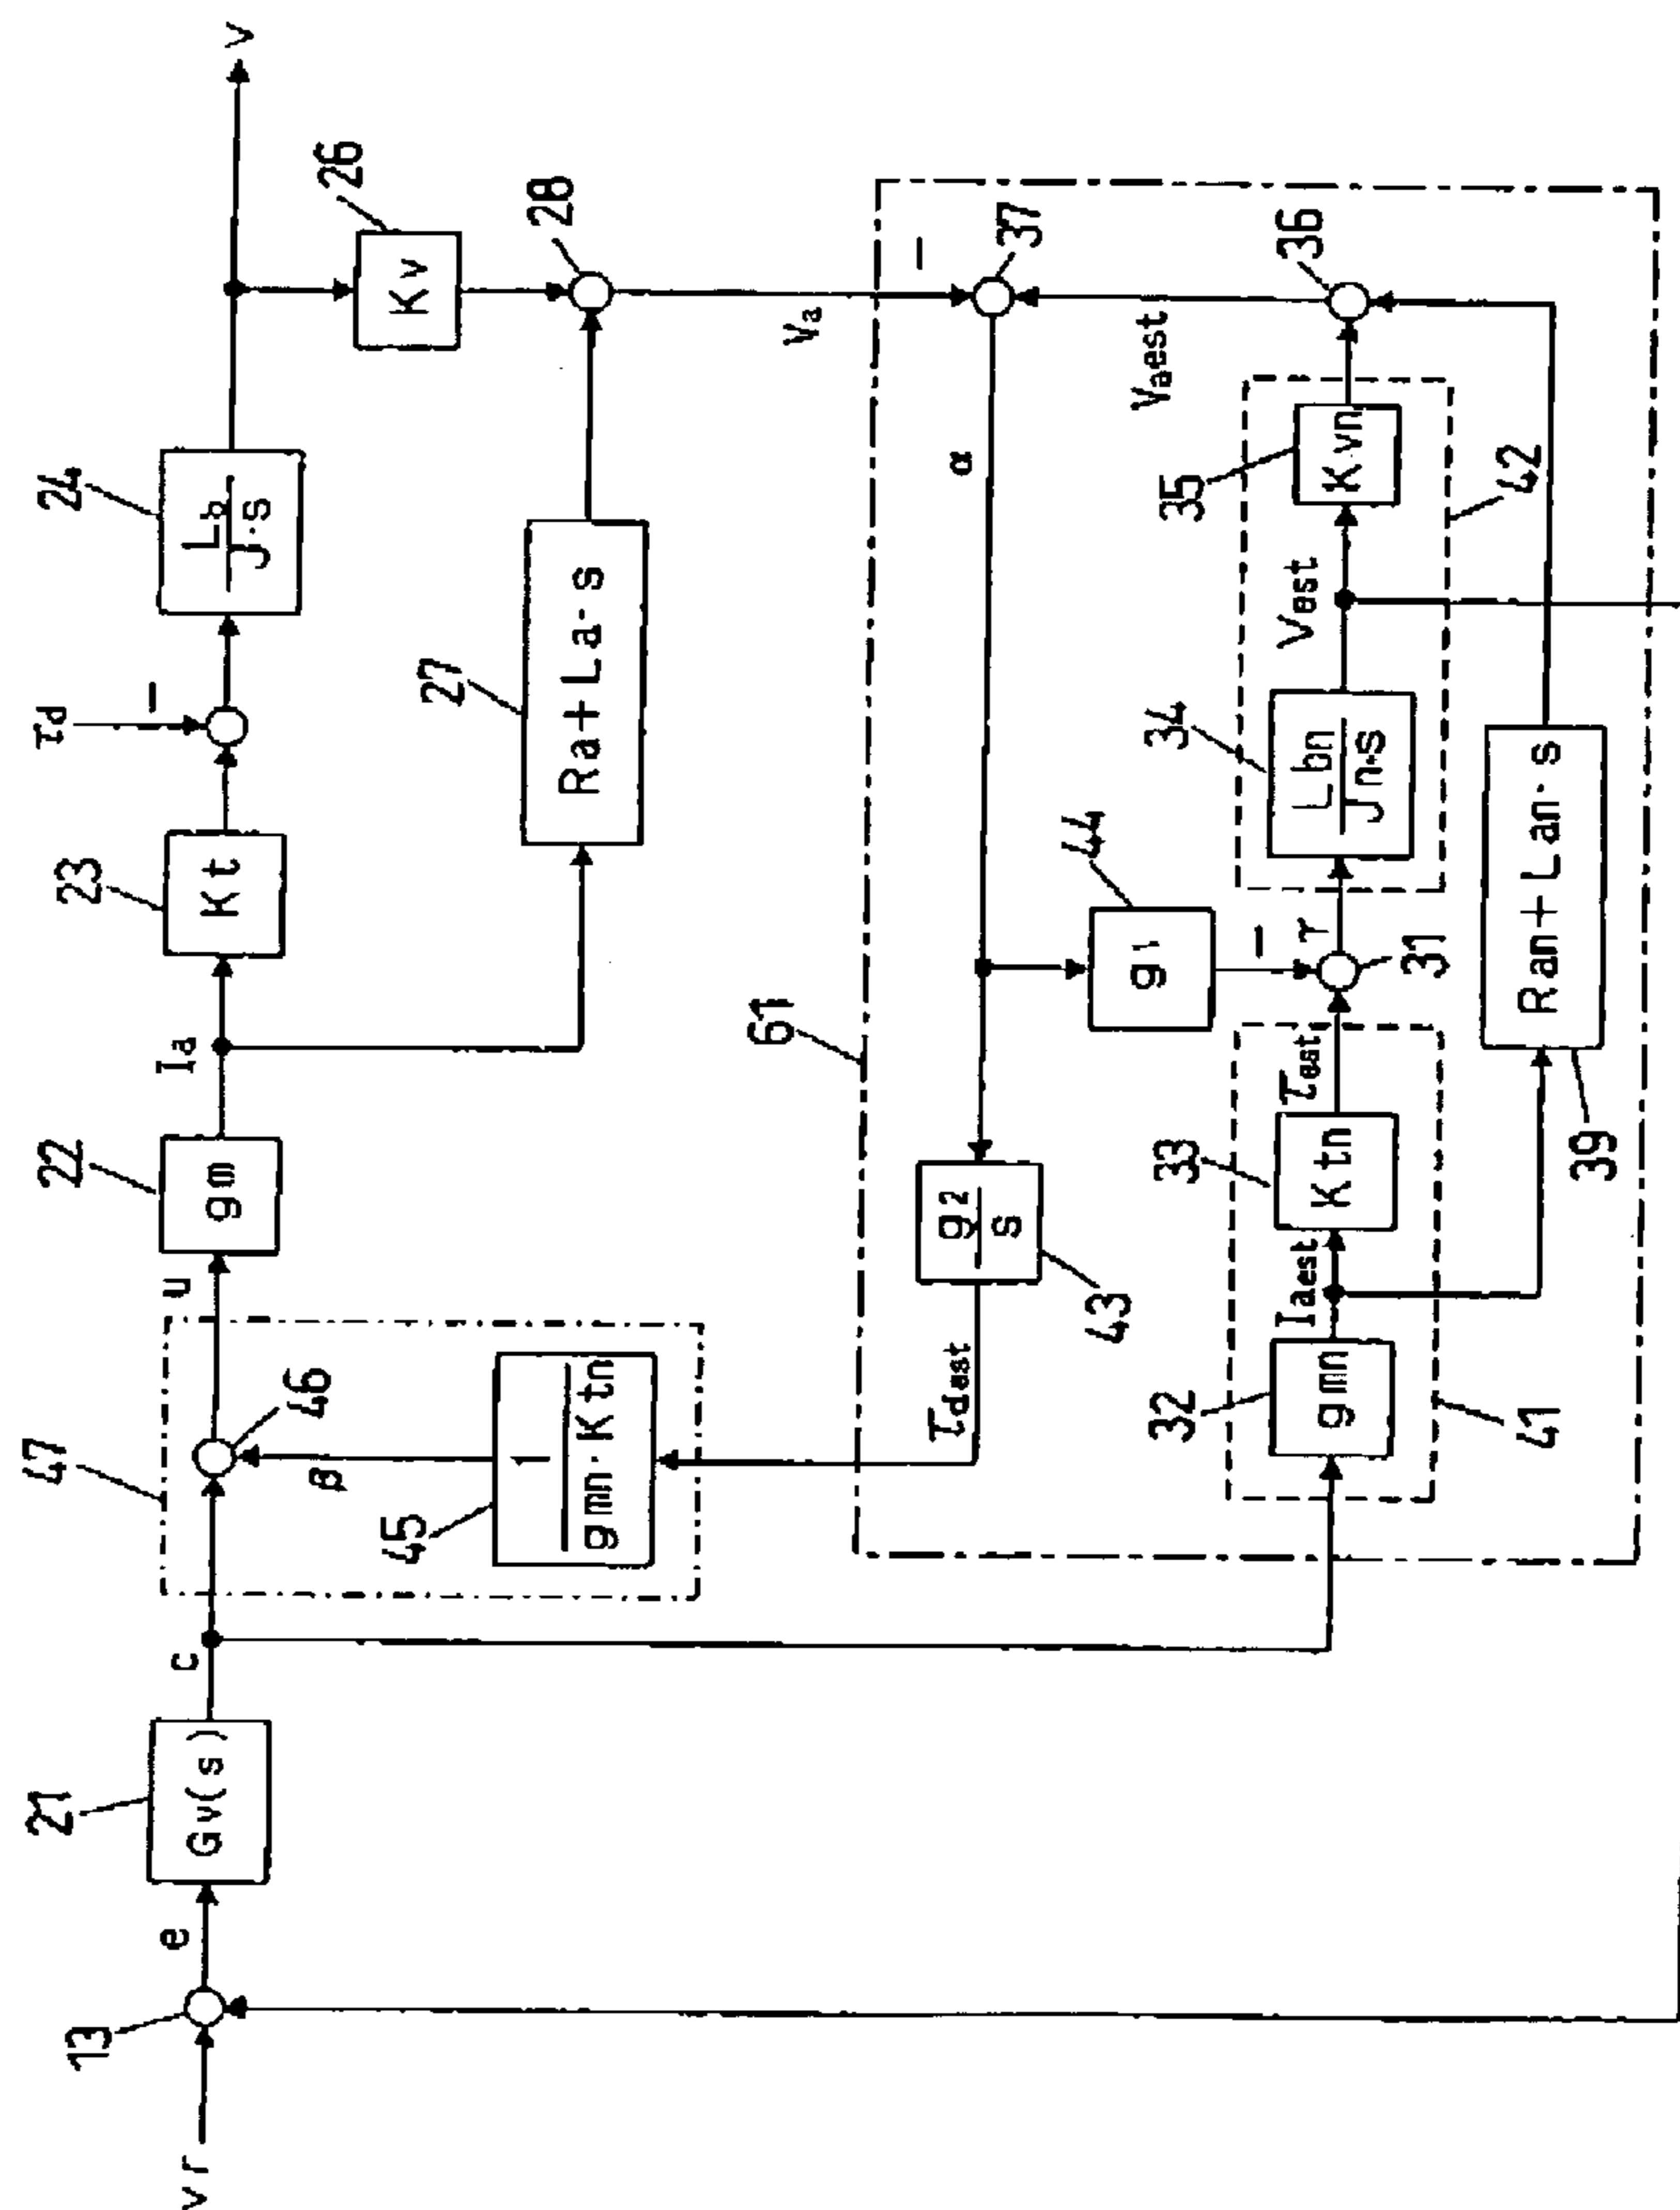 vr
13
e
21
Gv(s)
c
47
46
β
45
1
gmn·Ktn
u
22
gm
Ia
23
Kt
τd
−
24
Lb
J·s
v
26
Kv
28
27
Ra+La·s
Va
61
−
37
α
43
g2
s
τdest
44
g1
−
γ
31
41
32
gmn
Iaest
33
Ktn
τest
42
34
Lbn
Jn·s
Vest
35
Kvn
Vaest
36
39
Ran+Lan·s